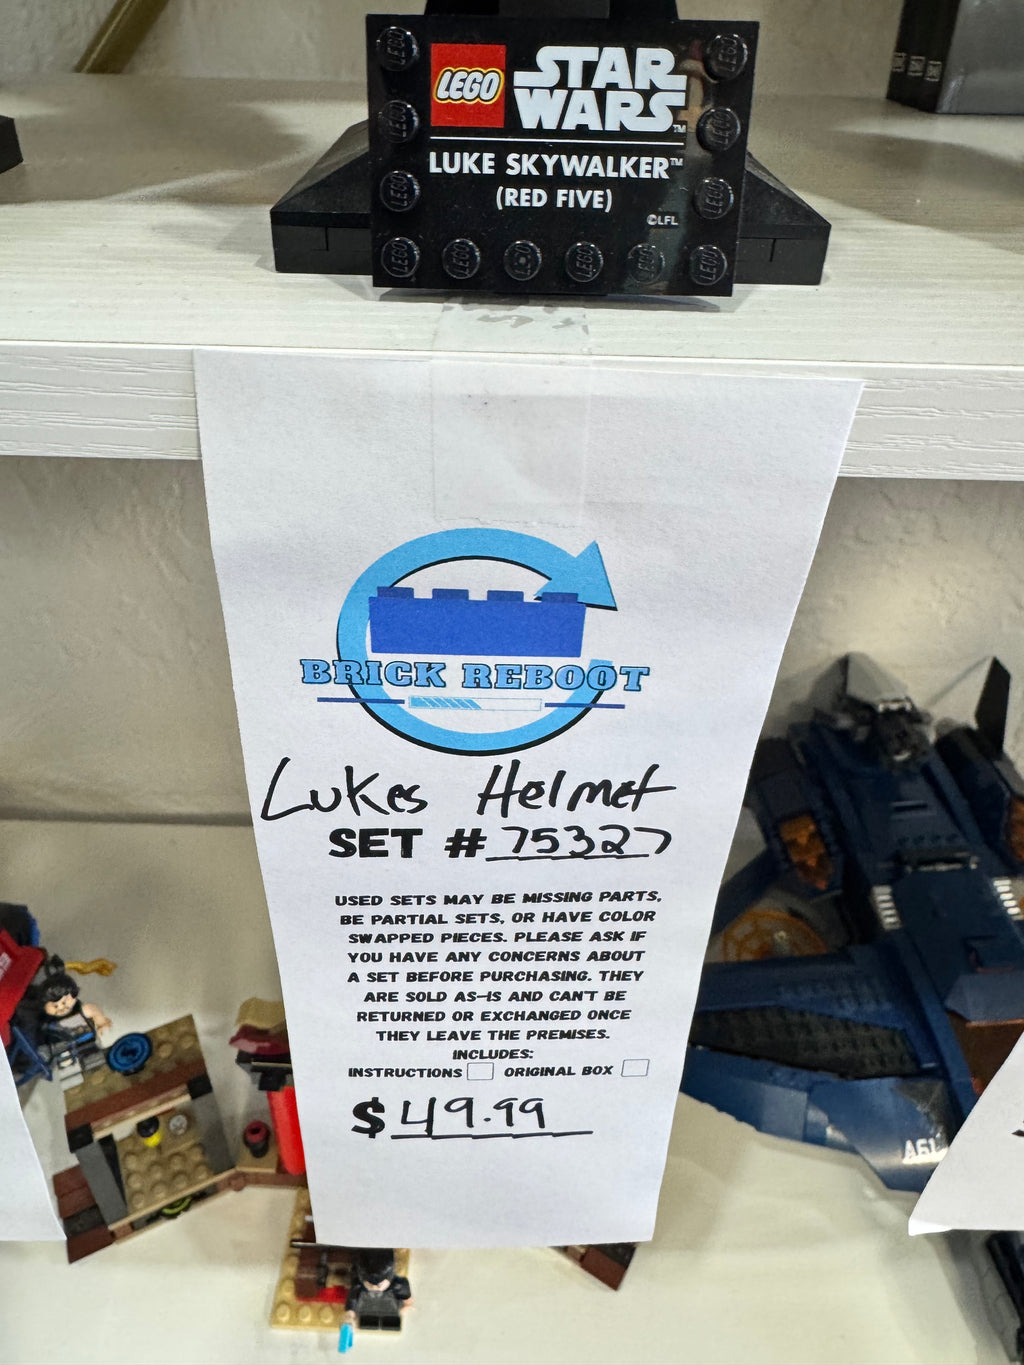 LEGO STAR WARS™
LUKE SKYWALKER™
(RED FIVE)
©LFL
BRICK REBOOT
Lukes Helmet
SET # 75327
USED SETS MAY BE MISSING PARTS,
BE PARTIAL SETS, OR HAVE COLOR
SWAPPED PIECES. PLEASE ASK IF
YOU HAVE ANY CONCERNS ABOUT
A SET BEFORE PURCHASING. THEY
ARE SOLD AS-IS AND CAN'T BE
RETURNED OR EXCHANGED ONCE
THEY LEAVE THE PREMISES.
INCLUDES:
INSTRUCTIONS ORIGINAL BOX
$ 49.99